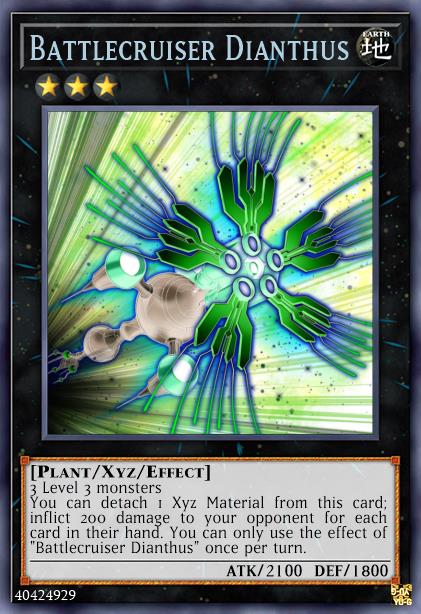 BATTLECRUISER DIANTHUS
EARTH
地
[PLANT/XYZ/EFFECT]
3 Level 3 monsters
You can detach 1 Xyz Material from this card;
inflict 200 damage to your opponent for each
card in their hand. You can only use the effect of
"Battlecruiser Dianthus" once per turn.
ATK/2100 DEF/1800
40424929